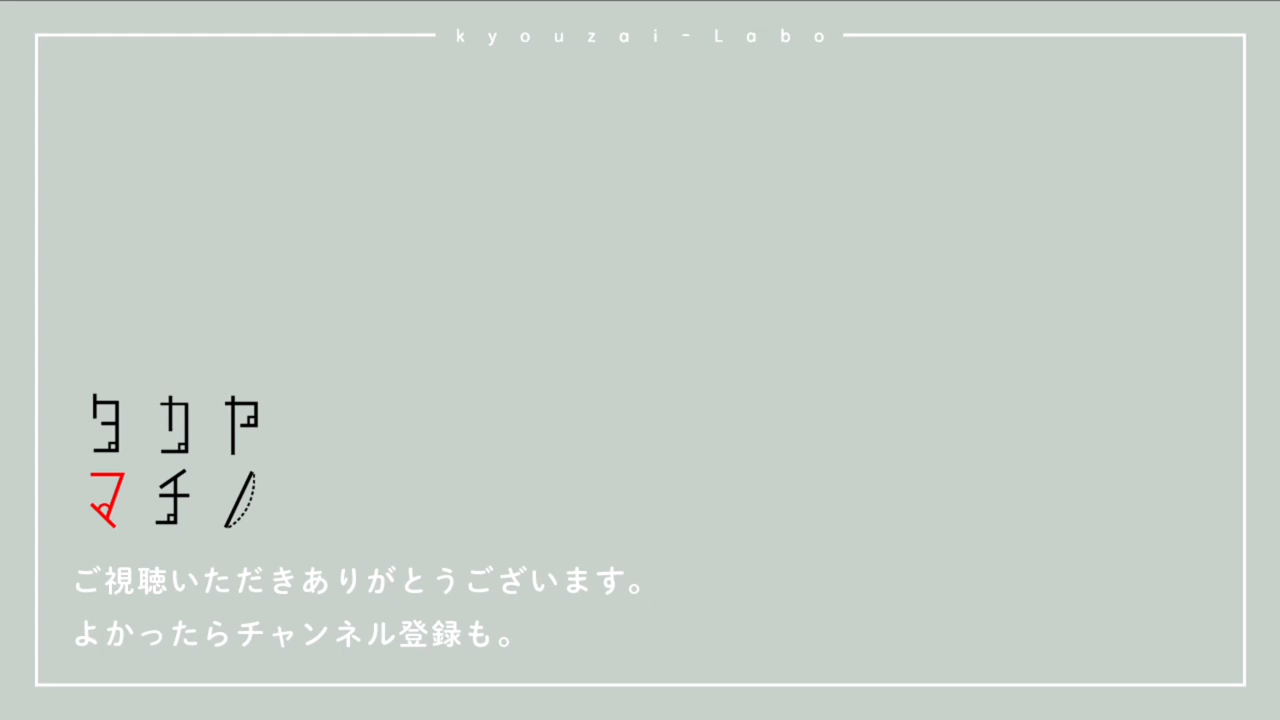 kyouzai-Labo
タカヤ
マチノ
ご視聴いただきありがとうございます。
よかったらチャンネル登録も。